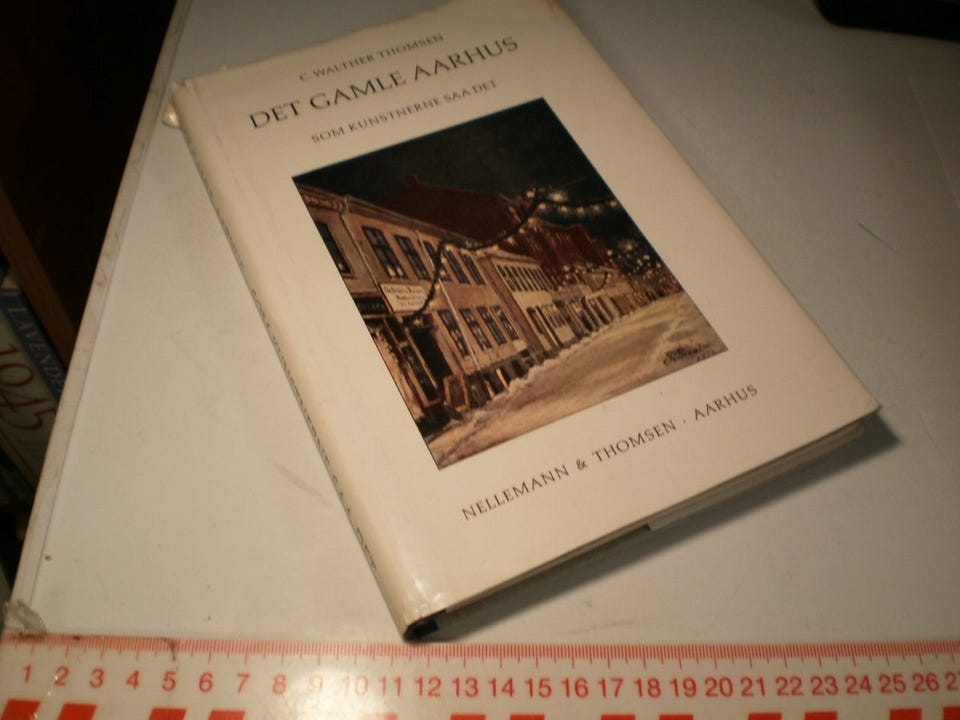 C. WALTHER THOMSEN
DET GAMLE AARHUS
SOM KUNSTNERNE SAA DET
NELLEMANN & THOMSEN · AARHUS
LAVENDE
1945
1 2 3 4 5 6 7 8 9 10 11 12 13 14 15 16 17 18 19 20 21 22 23 24 25 26 27